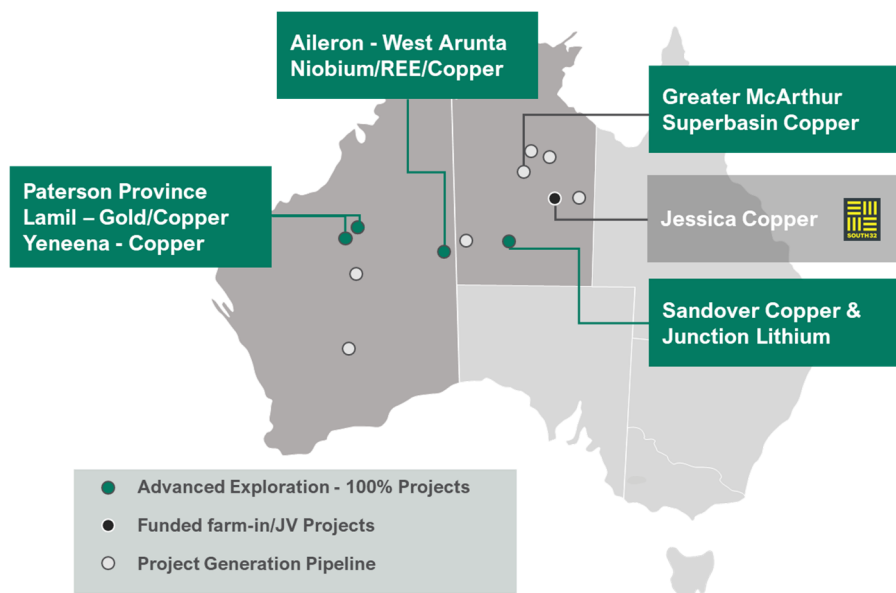 Aileron - West Arunta
Niobium/REE/Copper
Greater McArthur
Superbasin Copper
Paterson Province
Lamil – Gold/Copper
Yeneena - Copper
Jessica Copper
SOUTH32
Sandover Copper &
Junction Lithium
Advanced Exploration - 100% Projects
Funded farm-in/JV Projects
Project Generation Pipeline